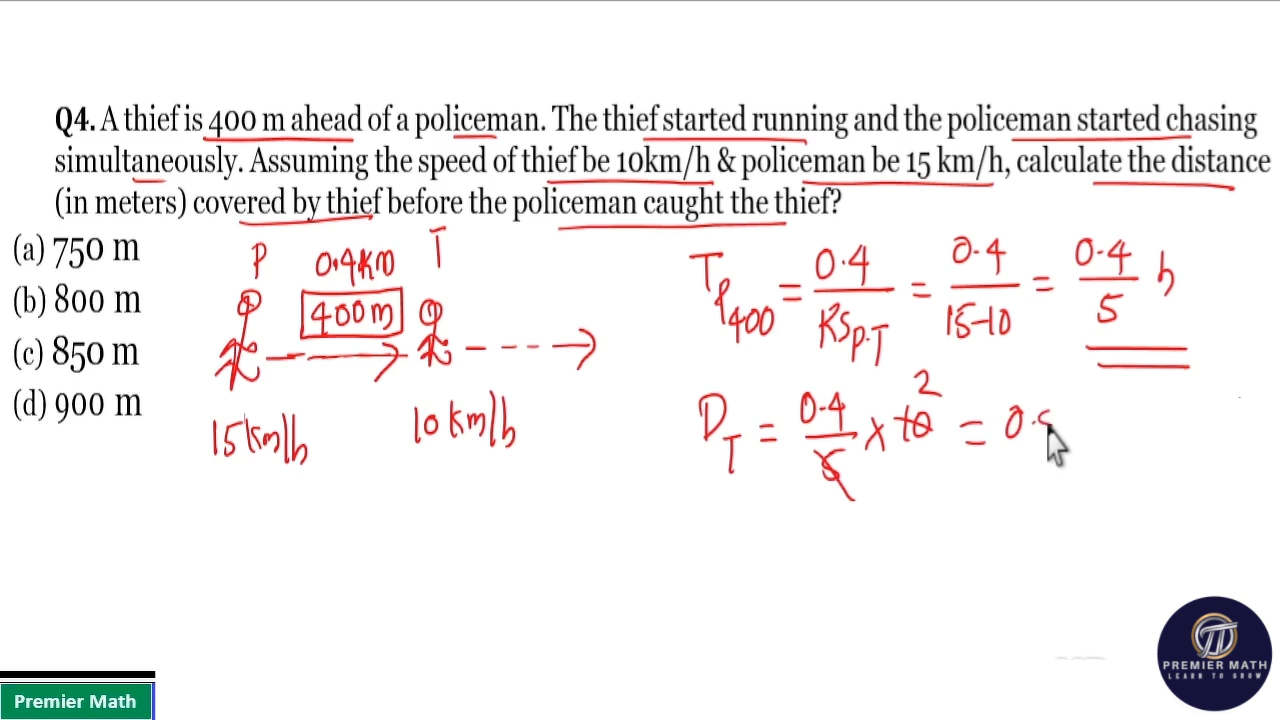 Q4. A thief is 400 m ahead of a policeman. The thief started running and the policeman started chasing
simultaneously. Assuming the speed of thief be 10km/h & policeman be 15 km/h, calculate the distance
(in meters) covered by thief before the policeman caught the thief?
(a) 750 m
(b) 800 m
(c) 850 m
(d) 900 m
P 0.4km T
400m
15km/h 10km/h
T P400 = 0.4 / RS P-T = 0.4 / 15-10 = 0.4 / 5 h
D T = 0.4 / 5 × 10 2 = 0.
PREMIER MATH
LEARN TO GROW
Premier Math